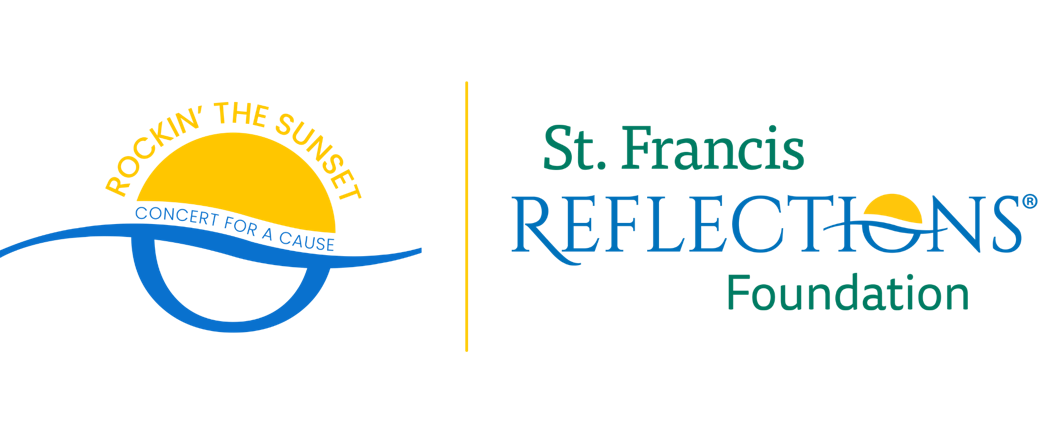 ROCKIN' THE SUNSET
CONCERT FOR A CAUSE
St. Francis
REFLECTIONS®
Foundation